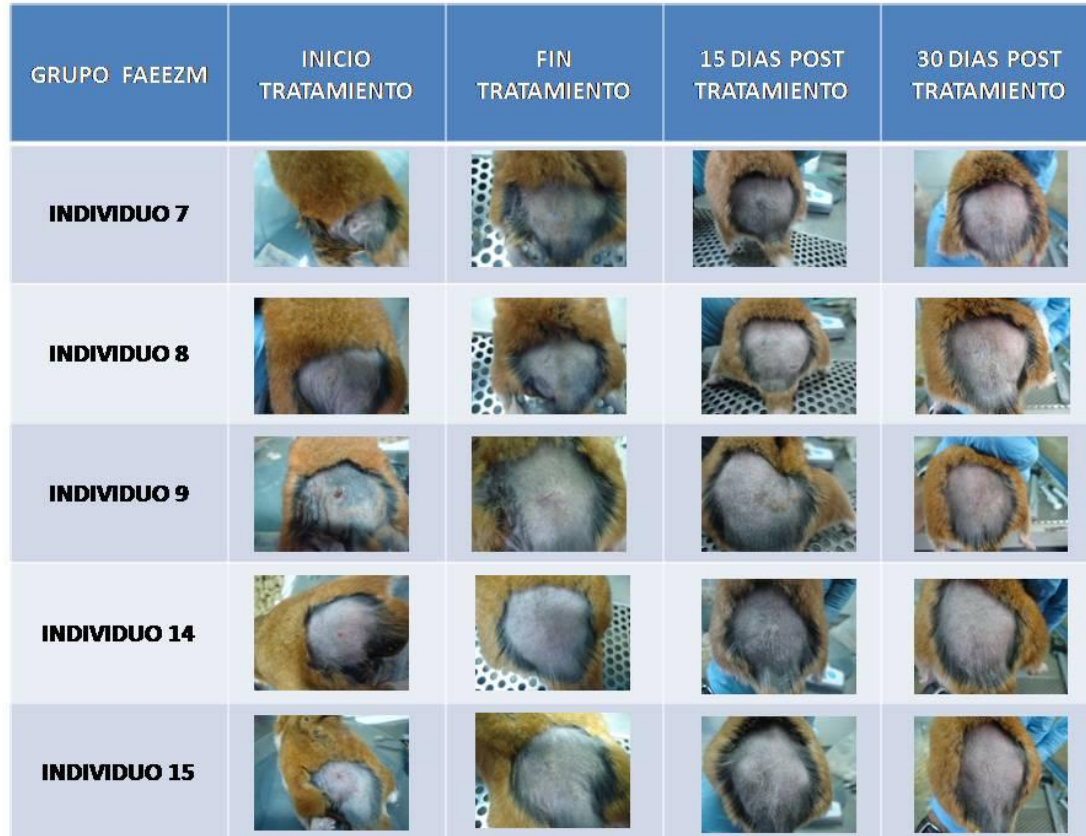 GRUPO FAEEZM
INICIO
TRATAMIENTO
FIN
TRATAMIENTO
15 DIAS POST
TRATAMIENTO
30 DIAS POST
TRATAMIENTO
INDIVIDUO 7
INDIVIDUO 8
INDIVIDUO 9
INDIVIDUO 14
INDIVIDUO 15